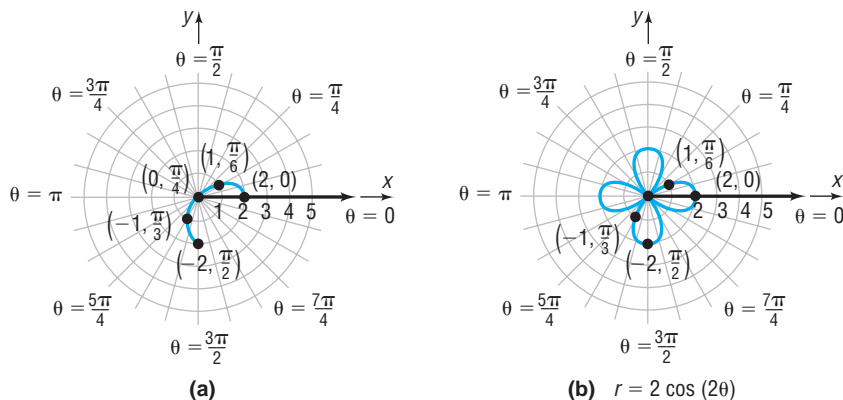 y
θ = π/2
θ = 3π/4
θ = π/4
(1, π/6)
(0, π/4)
(2, 0)
θ = π
x
1 2 3 4 5
θ = 0
(−1, π/3)
(−2, π/2)
θ = 5π/4
θ = 7π/4
θ = 3π/2
(a)
y
θ = π/2
θ = 3π/4
θ = π/4
(1, π/6)
(2, 0)
θ = π
x
2 3 4 5
θ = 0
(−1, π/3)
(−2, π/2)
θ = 5π/4
θ = 7π/4
θ = 3π/2
(b) r = 2 cos (2θ)